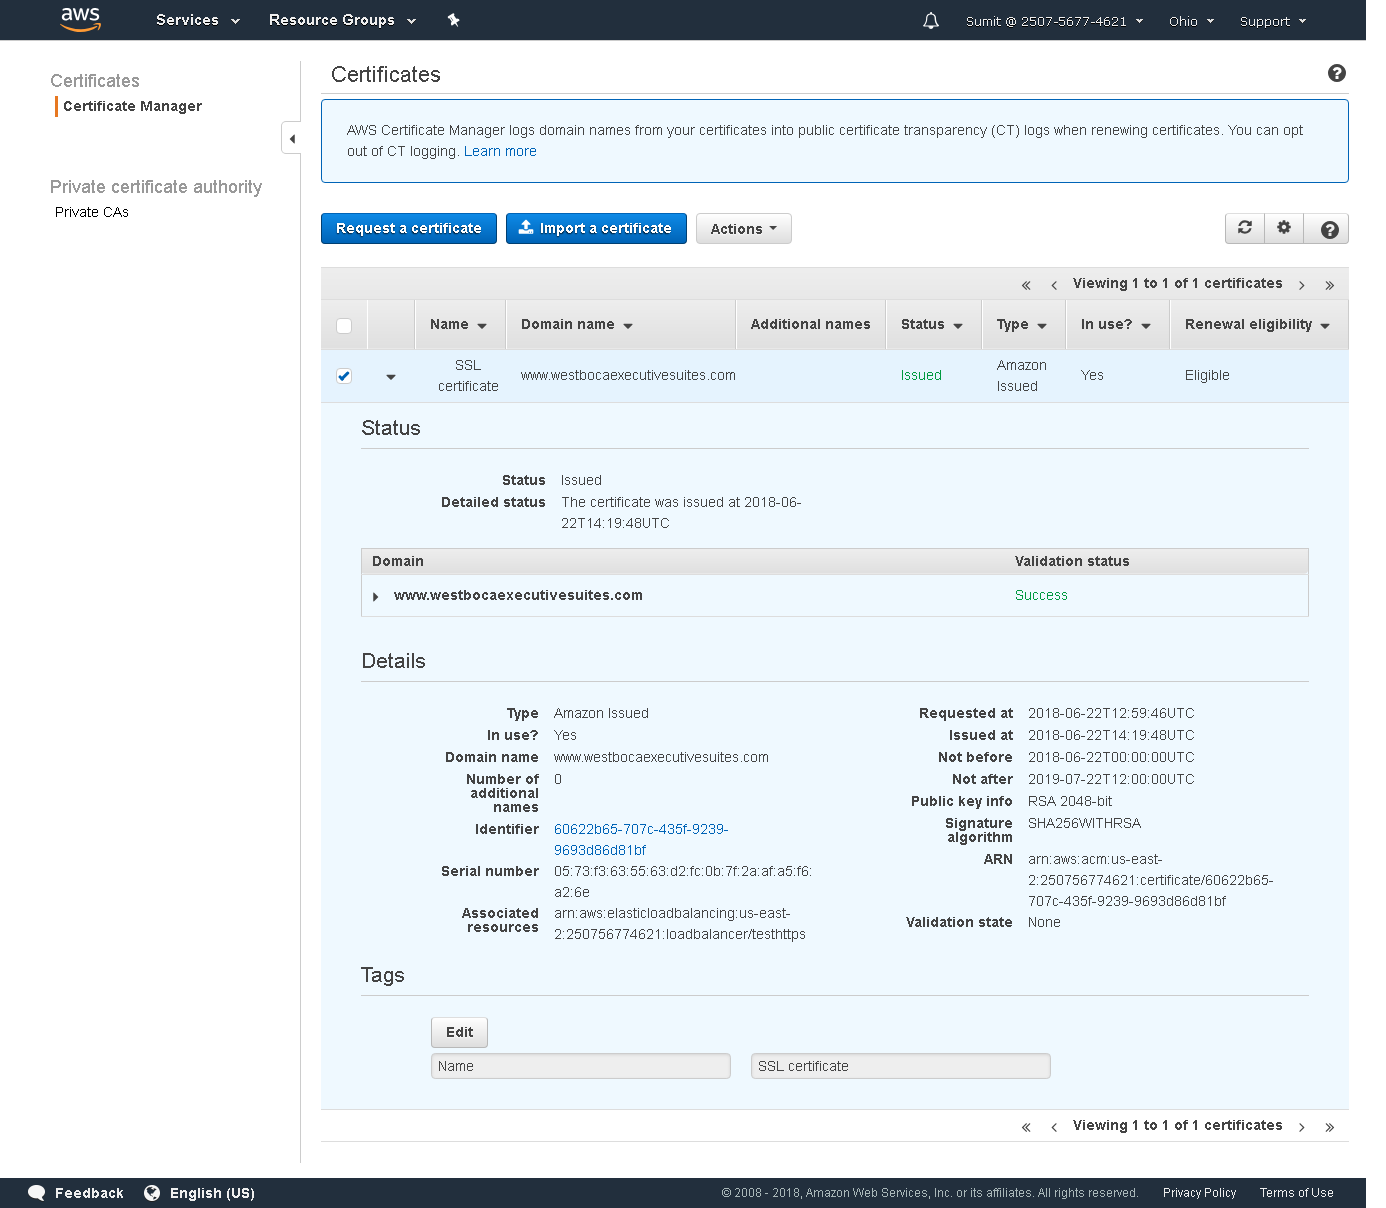 aws Services Resource Groups Sumit @ 2507-5677-4621 Ohio Support
Certificates
Certificate Manager
Private certificate authority
Private CAs
Certificates
AWS Certificate Manager logs domain names from your certificates into public certificate transparency (CT) logs when renewing certificates. You can opt
out of CT logging. Learn more
Request a certificate Import a certificate Actions
« ‹ Viewing 1 to 1 of 1 certificates › »
Name Domain name Additional names Status Type In use? Renewal eligibility
SSL certificate www.westbocaexecutivesuites.com Issued Amazon Issued Yes Eligible
Status
Status Issued
Detailed status The certificate was issued at 2018-06-
22T14:19:48UTC
Domain Validation status
www.westbocaexecutivesuites.com Success
Details
Type Amazon Issued
In use? Yes
Domain name www.westbocaexecutivesuites.com
Number of additional names 0
Identifier 60622b65-707c-435f-9239-
9693d86d81bf
Serial number 05:73:f3:63:55:63:d2:fc:0b:7f:2a:af:a5:f6:
a2:6e
Associated resources arn:aws:elasticloadbalancing:us-east-
2:250756774621:loadbalancer/testhttps
Requested at 2018-06-22T12:59:46UTC
Issued at 2018-06-22T14:19:48UTC
Not before 2018-06-22T00:00:00UTC
Not after 2019-07-22T12:00:00UTC
Public key info RSA 2048-bit
Signature algorithm SHA256WITHRSA
ARN arn:aws:acm:us-east-
2:250756774621:certificate/60622b65-
707c-435f-9239-9693d86d81bf
Validation state None
Tags
Edit
Name SSL certificate
« ‹ Viewing 1 to 1 of 1 certificates › »
Feedback English (US) © 2008 - 2018, Amazon Web Services, Inc. or its affiliates. All rights reserved. Privacy Policy Terms of Use